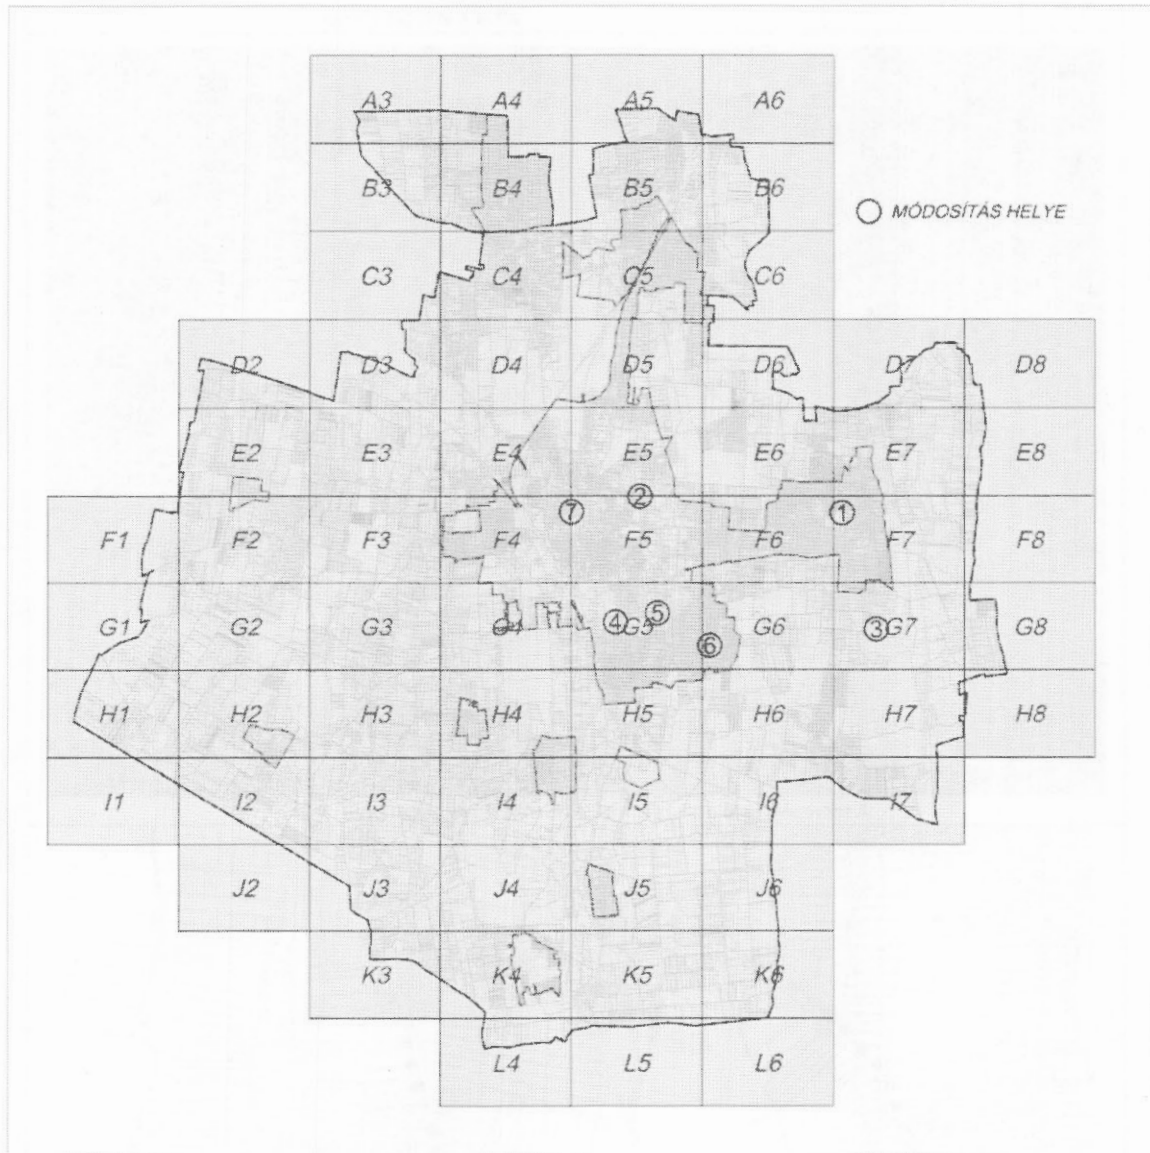 A3 A4 A5 A6
B3 B4 B5 B6
MÓDOSÍTÁS HELYE
C3 C4 C5 C6
D2 D3 D4 D5 D6 D7 D8
E2 E3 E4 E5 E6 E7 E8
7 2 1
F1 F2 F3 F4 F5 F6 F7 F8
4 5 3
G1 G2 G3 G4 G5 G6 G7 G8
6
H1 H2 H3 H4 H5 H6 H7 H8
I1 I2 I3 I4 I5 I6 I7
J2 J3 J4 J5 J6
K3 K4 K5 K6
L4 L5 L6